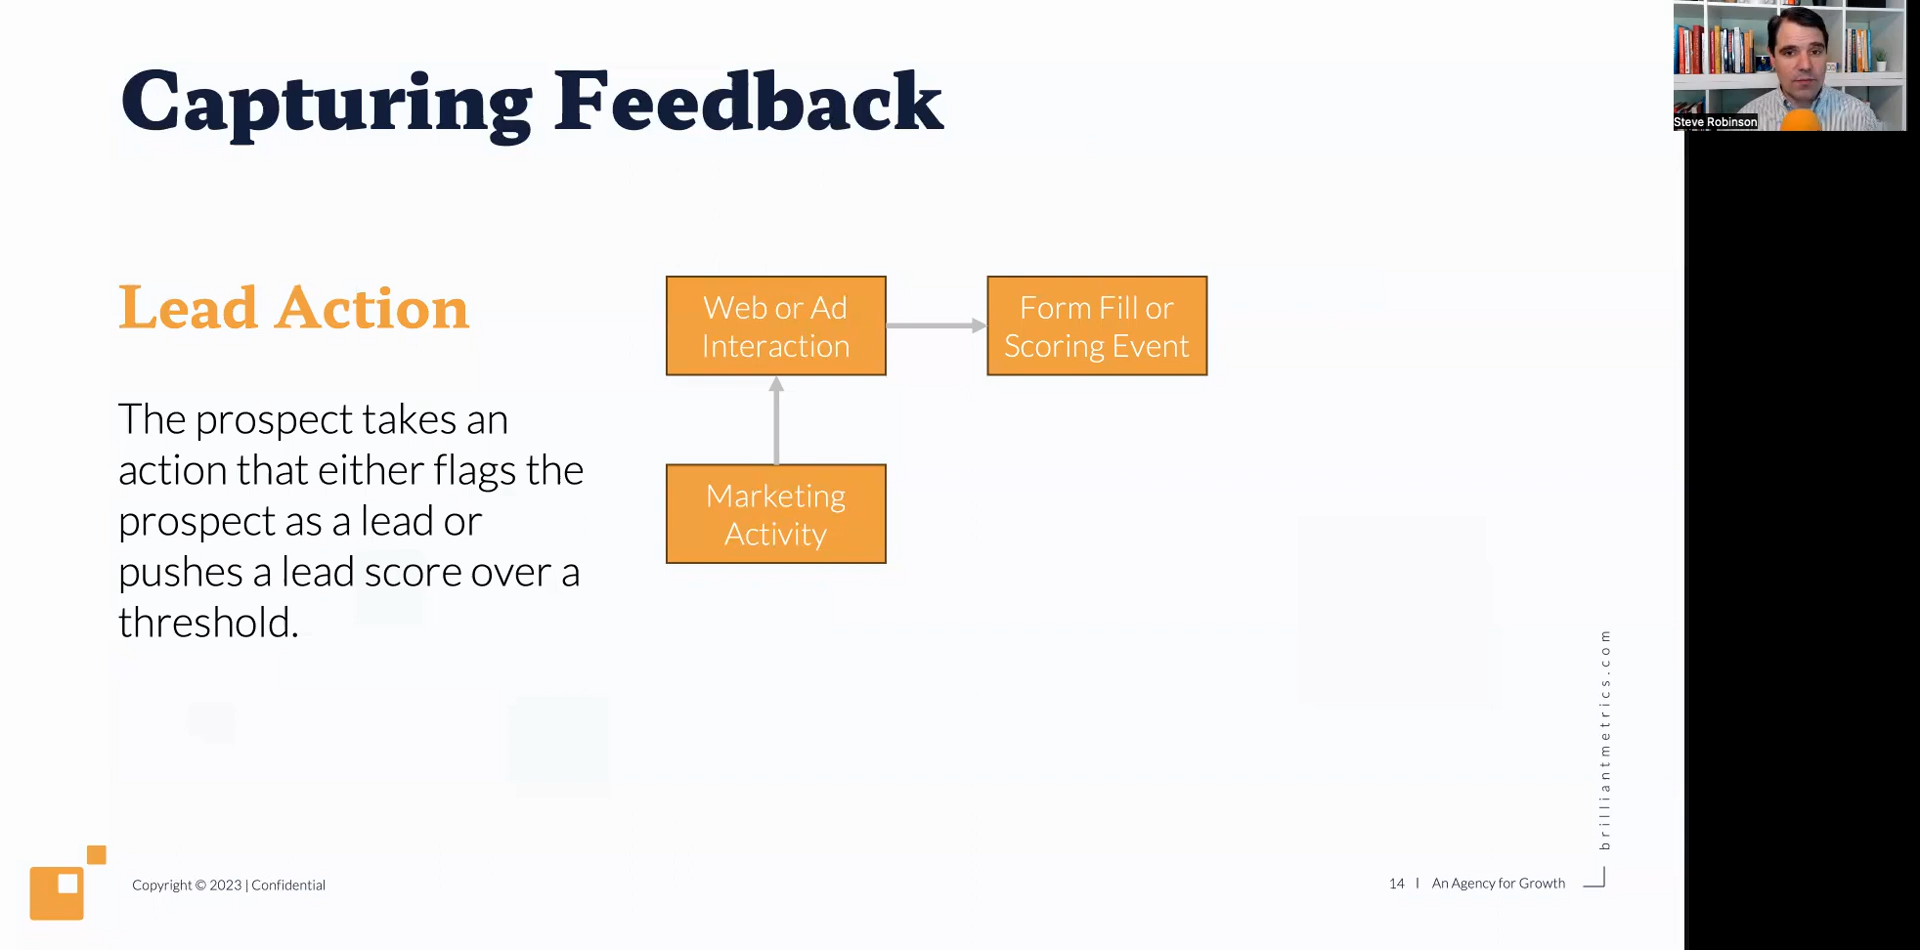 Capturing Feedback
Steve Robinson
Lead Action
The prospect takes an
action that either flags the
prospect as a lead or
pushes a lead score over a
threshold.
Web or Ad
Interaction
Form Fill or
Scoring Event
Marketing
Activity
brilliantmetrics.com
Copyright © 2023 | Confidential
14 | An Agency for Growth